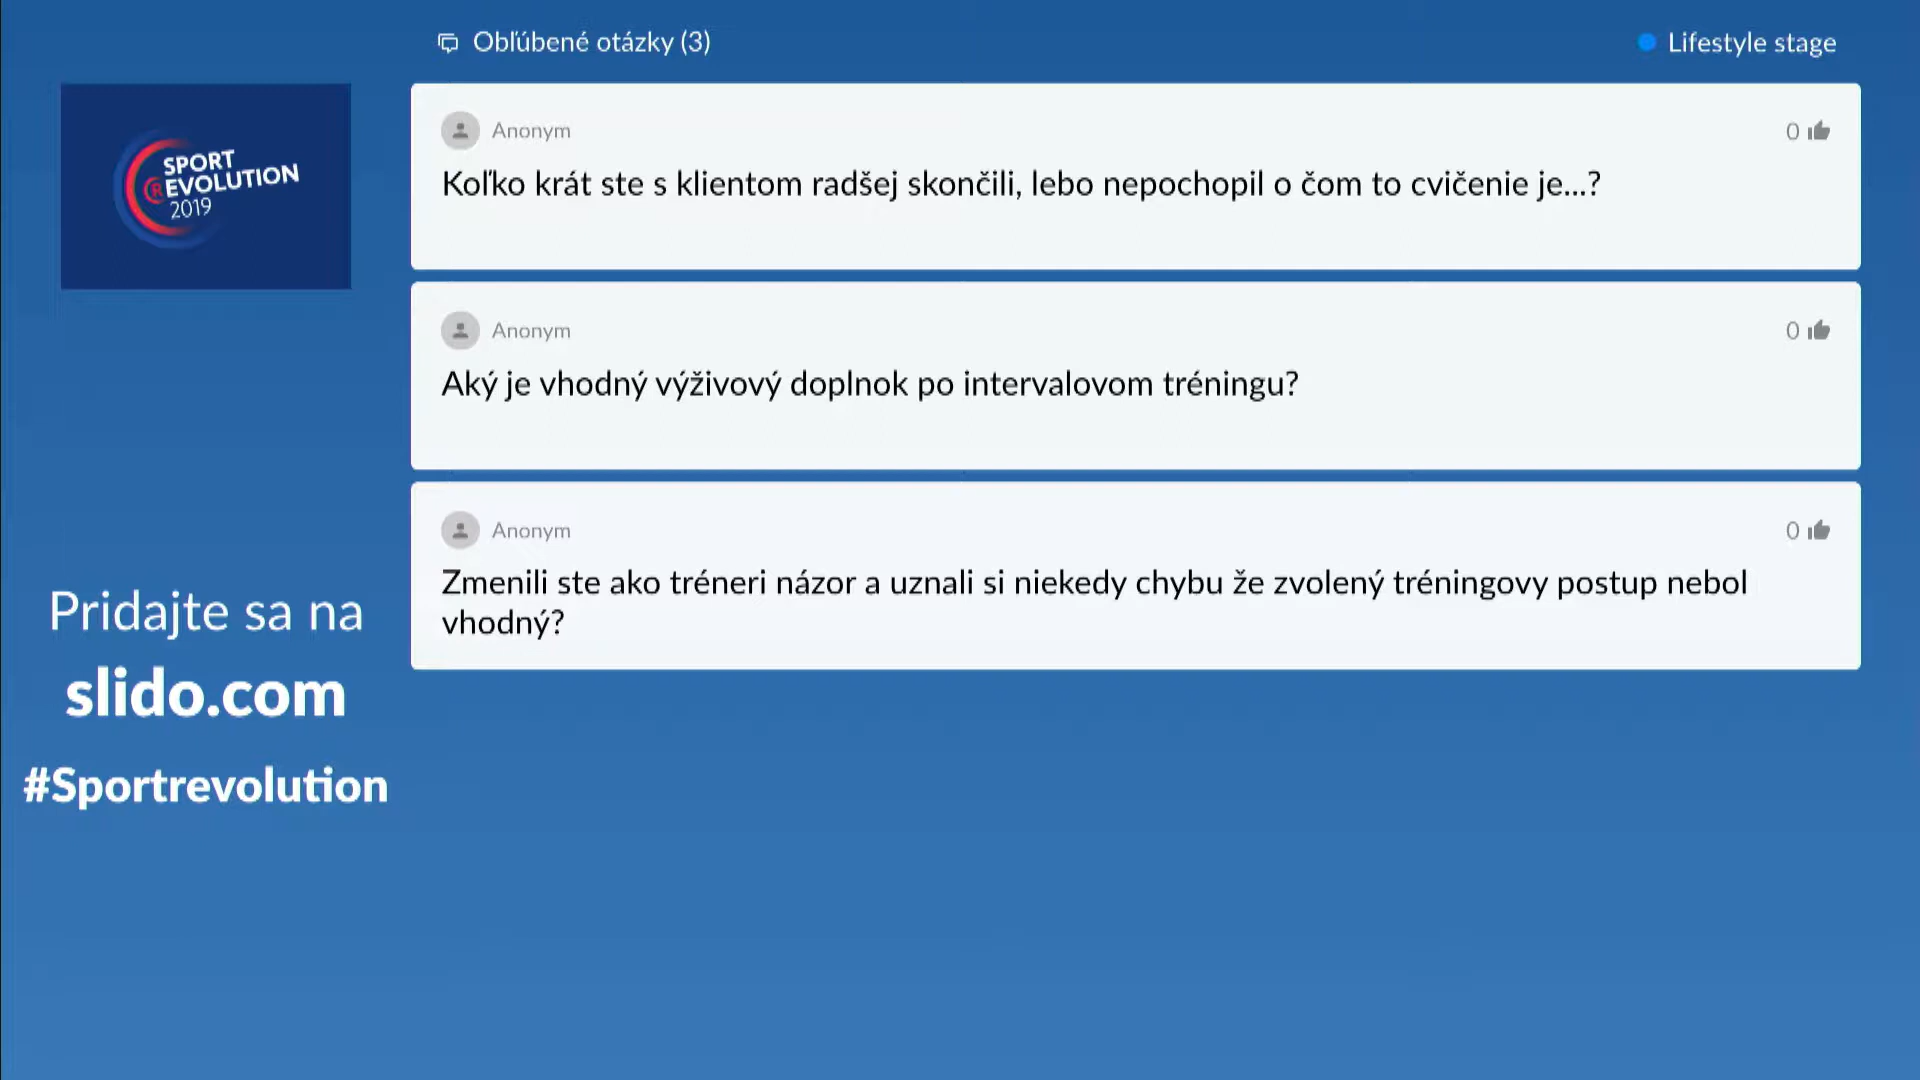 Obľúbené otázky (3)
Lifestyle stage
SPORT
(R)EVOLUTION
2019
Anonym
0
Koľko krát ste s klientom radšej skončili, lebo nepochopil o čom to cvičenie je...?
Anonym
0
Aký je vhodný výživový doplnok po intervalovom tréningu?
Anonym
0
Zmenili ste ako tréneri názor a uznali si niekedy chybu že zvolený tréningovy postup nebol
vhodný?
Pridajte sa na
slido.com
#Sportrevolution